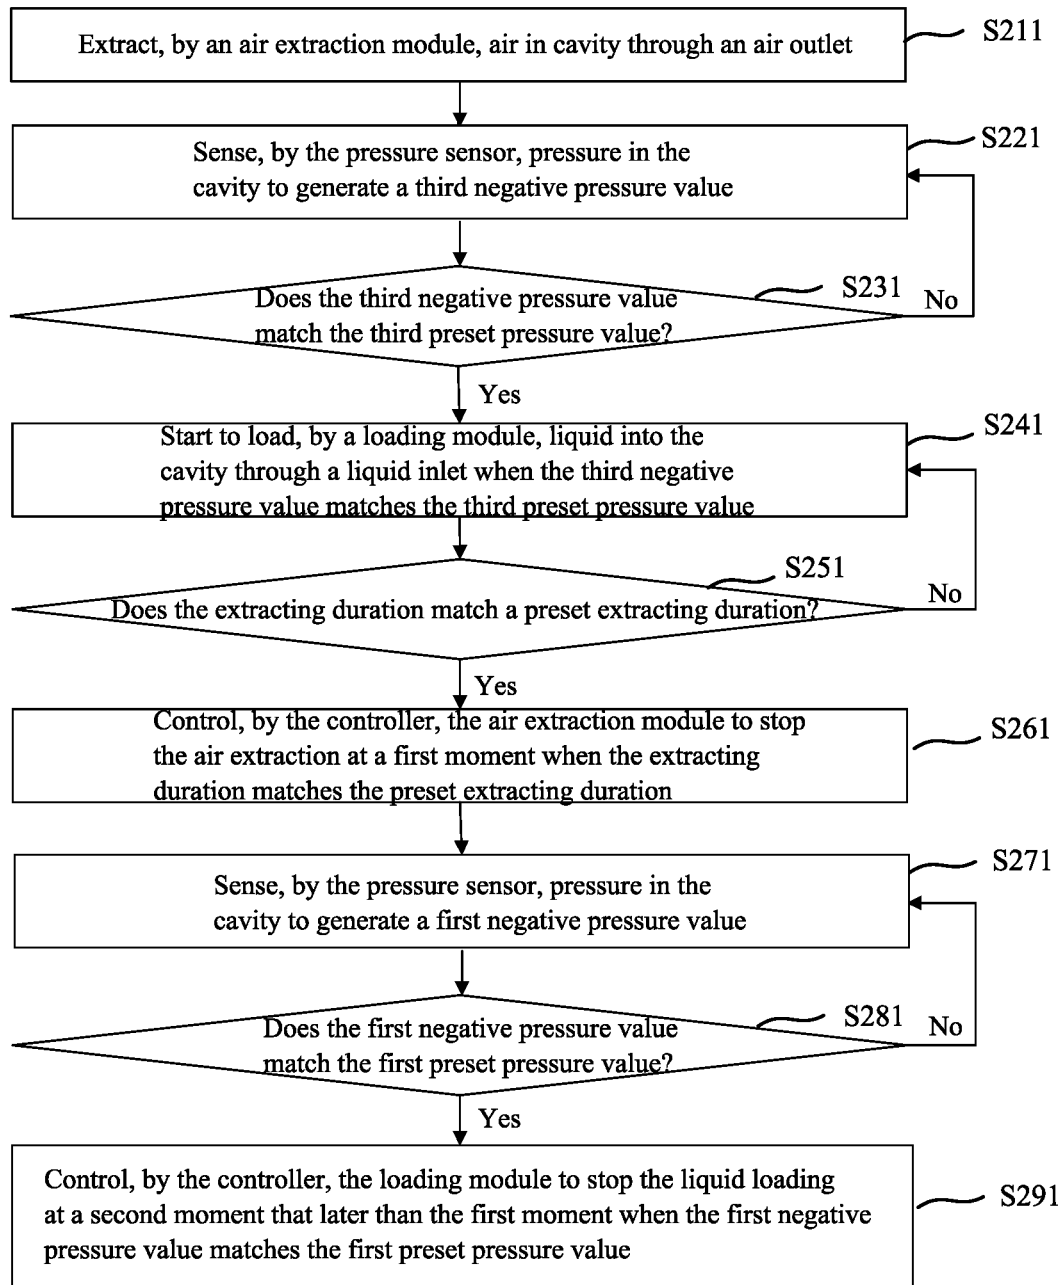 Extract, by an air extraction module, air in cavity through an air outlet
S211
S221
Sense, by the pressure sensor, pressure in the
cavity to generate a third negative pressure value
S231
Does the third negative pressure value
match the third preset pressure value?
No
Yes
S241
Start to load, by a loading module, liquid into the
cavity through a liquid inlet when the third negative
pressure value matches the third preset pressure value
S251
Does the extracting duration match a preset extracting duration?
No
Yes
Control, by the controller, the air extraction module to stop
the air extraction at a first moment when the extracting
duration matches the preset extracting duration
S261
S271
Sense, by the pressure sensor, pressure in the
cavity to generate a first negative pressure value
S281
Does the first negative pressure value
match the first preset pressure value?
No
Yes
Control, by the controller, the loading module to stop the liquid loading
at a second moment that later than the first moment when the first negative
pressure value matches the first preset pressure value
S291